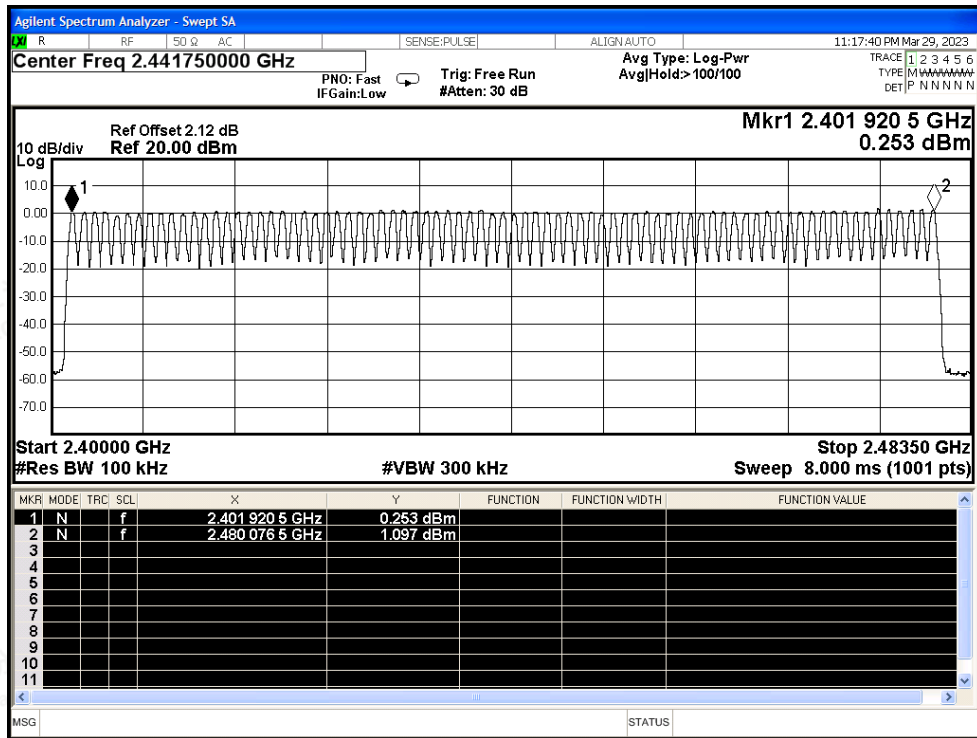 Agilent Spectrum Analyzer - Swept SA
LXI R RF 50 Ω AC SENSE:PULSE ALIGN AUTO 11:17:40 PM Mar 29, 2023
Center Freq 2.441750000 GHz
PNO: Fast
IFGain:Low
Trig: Free Run
#Atten: 30 dB
Avg Type: Log-Pwr
Avg|Hold:>100/100
TRACE 1 2 3 4 5 6
TYPE M
DET P N N N N N
Ref Offset 2.12 dB
10 dB/div Ref 20.00 dBm
Log
Mkr1 2.401 920 5 GHz
0.253 dBm
10.0
0.00
-10.0
-20.0
-30.0
-40.0
-50.0
-60.0
-70.0
1
2
Start 2.40000 GHz Stop 2.48350 GHz
#Res BW 100 kHz #VBW 300 kHz Sweep 8.000 ms (1001 pts)
MKR MODE TRC SCL X Y FUNCTION FUNCTION WIDTH FUNCTION VALUE
1 N f 2.401 920 5 GHz 0.253 dBm
2 N f 2.480 076 5 GHz 1.097 dBm
3
4
5
6
7
8
9
10
11
MSG STATUS